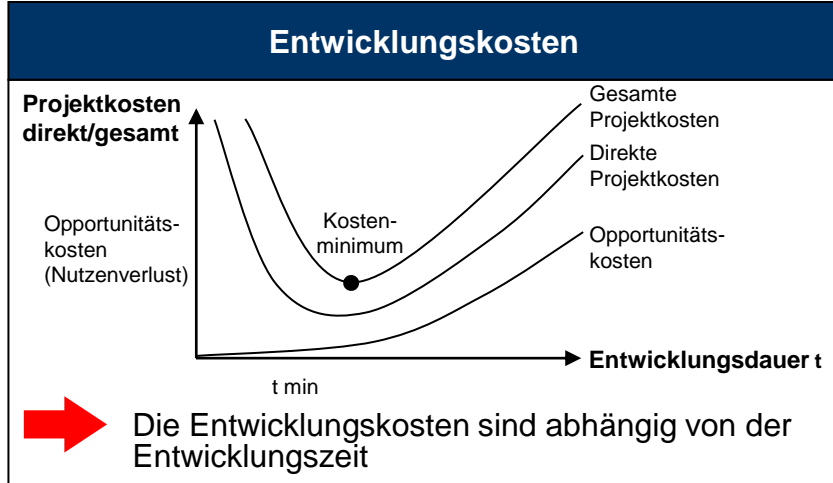 Entwicklungskosten
Projektkosten
direkt/gesamt
Gesamte
Projektkosten
Direkte
Projektkosten
Opportunitäts-
kosten
(Nutzenverlust)
Kosten-
minimum
Opportunitäts-
kosten
Entwicklungsdauer t
t min
Die Entwicklungskosten sind abhängig von der
Entwicklungszeit